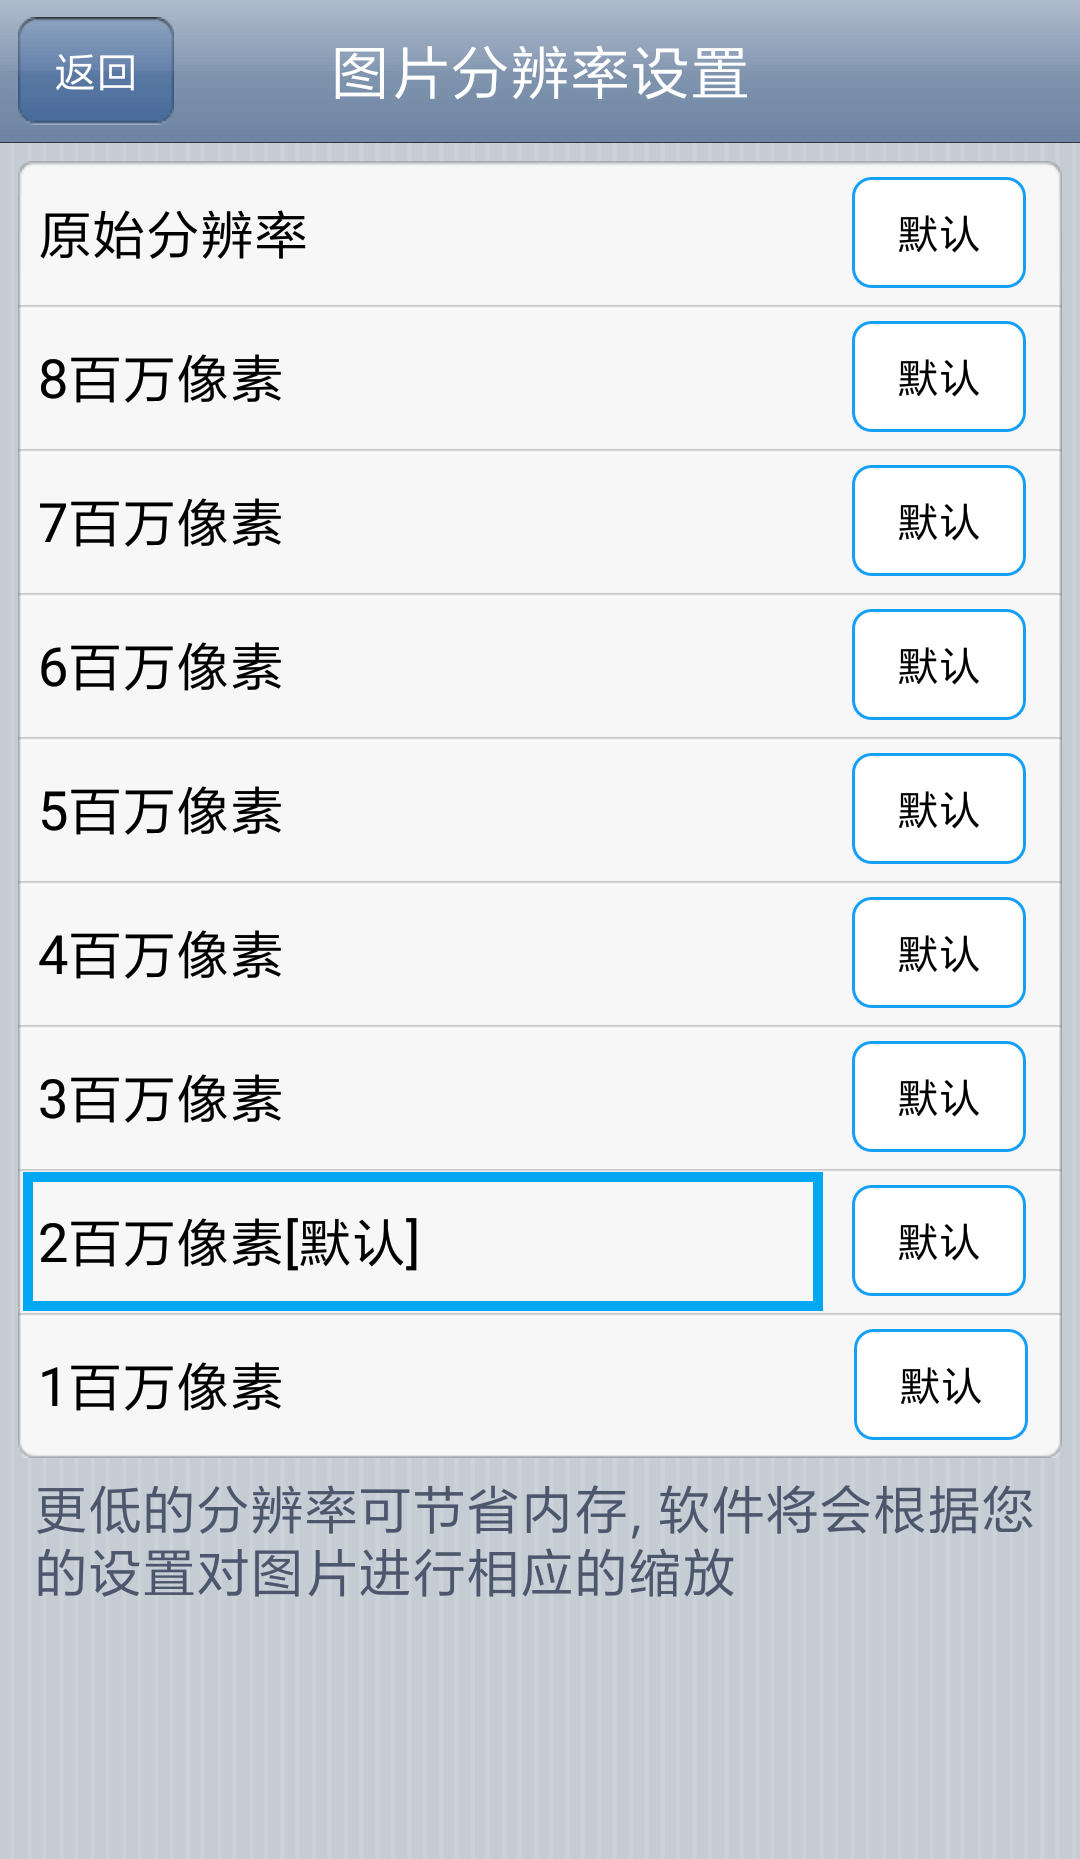 返回
图片分辨率设置
原始分辨率
默认
8百万像素
默认
7百万像素
默认
6百万像素
默认
5百万像素
默认
4百万像素
默认
3百万像素
默认
2百万像素[默认]
默认
1百万像素
默认
更低的分辨率可节省内存, 软件将会根据您
的设置对图片进行相应的缩放